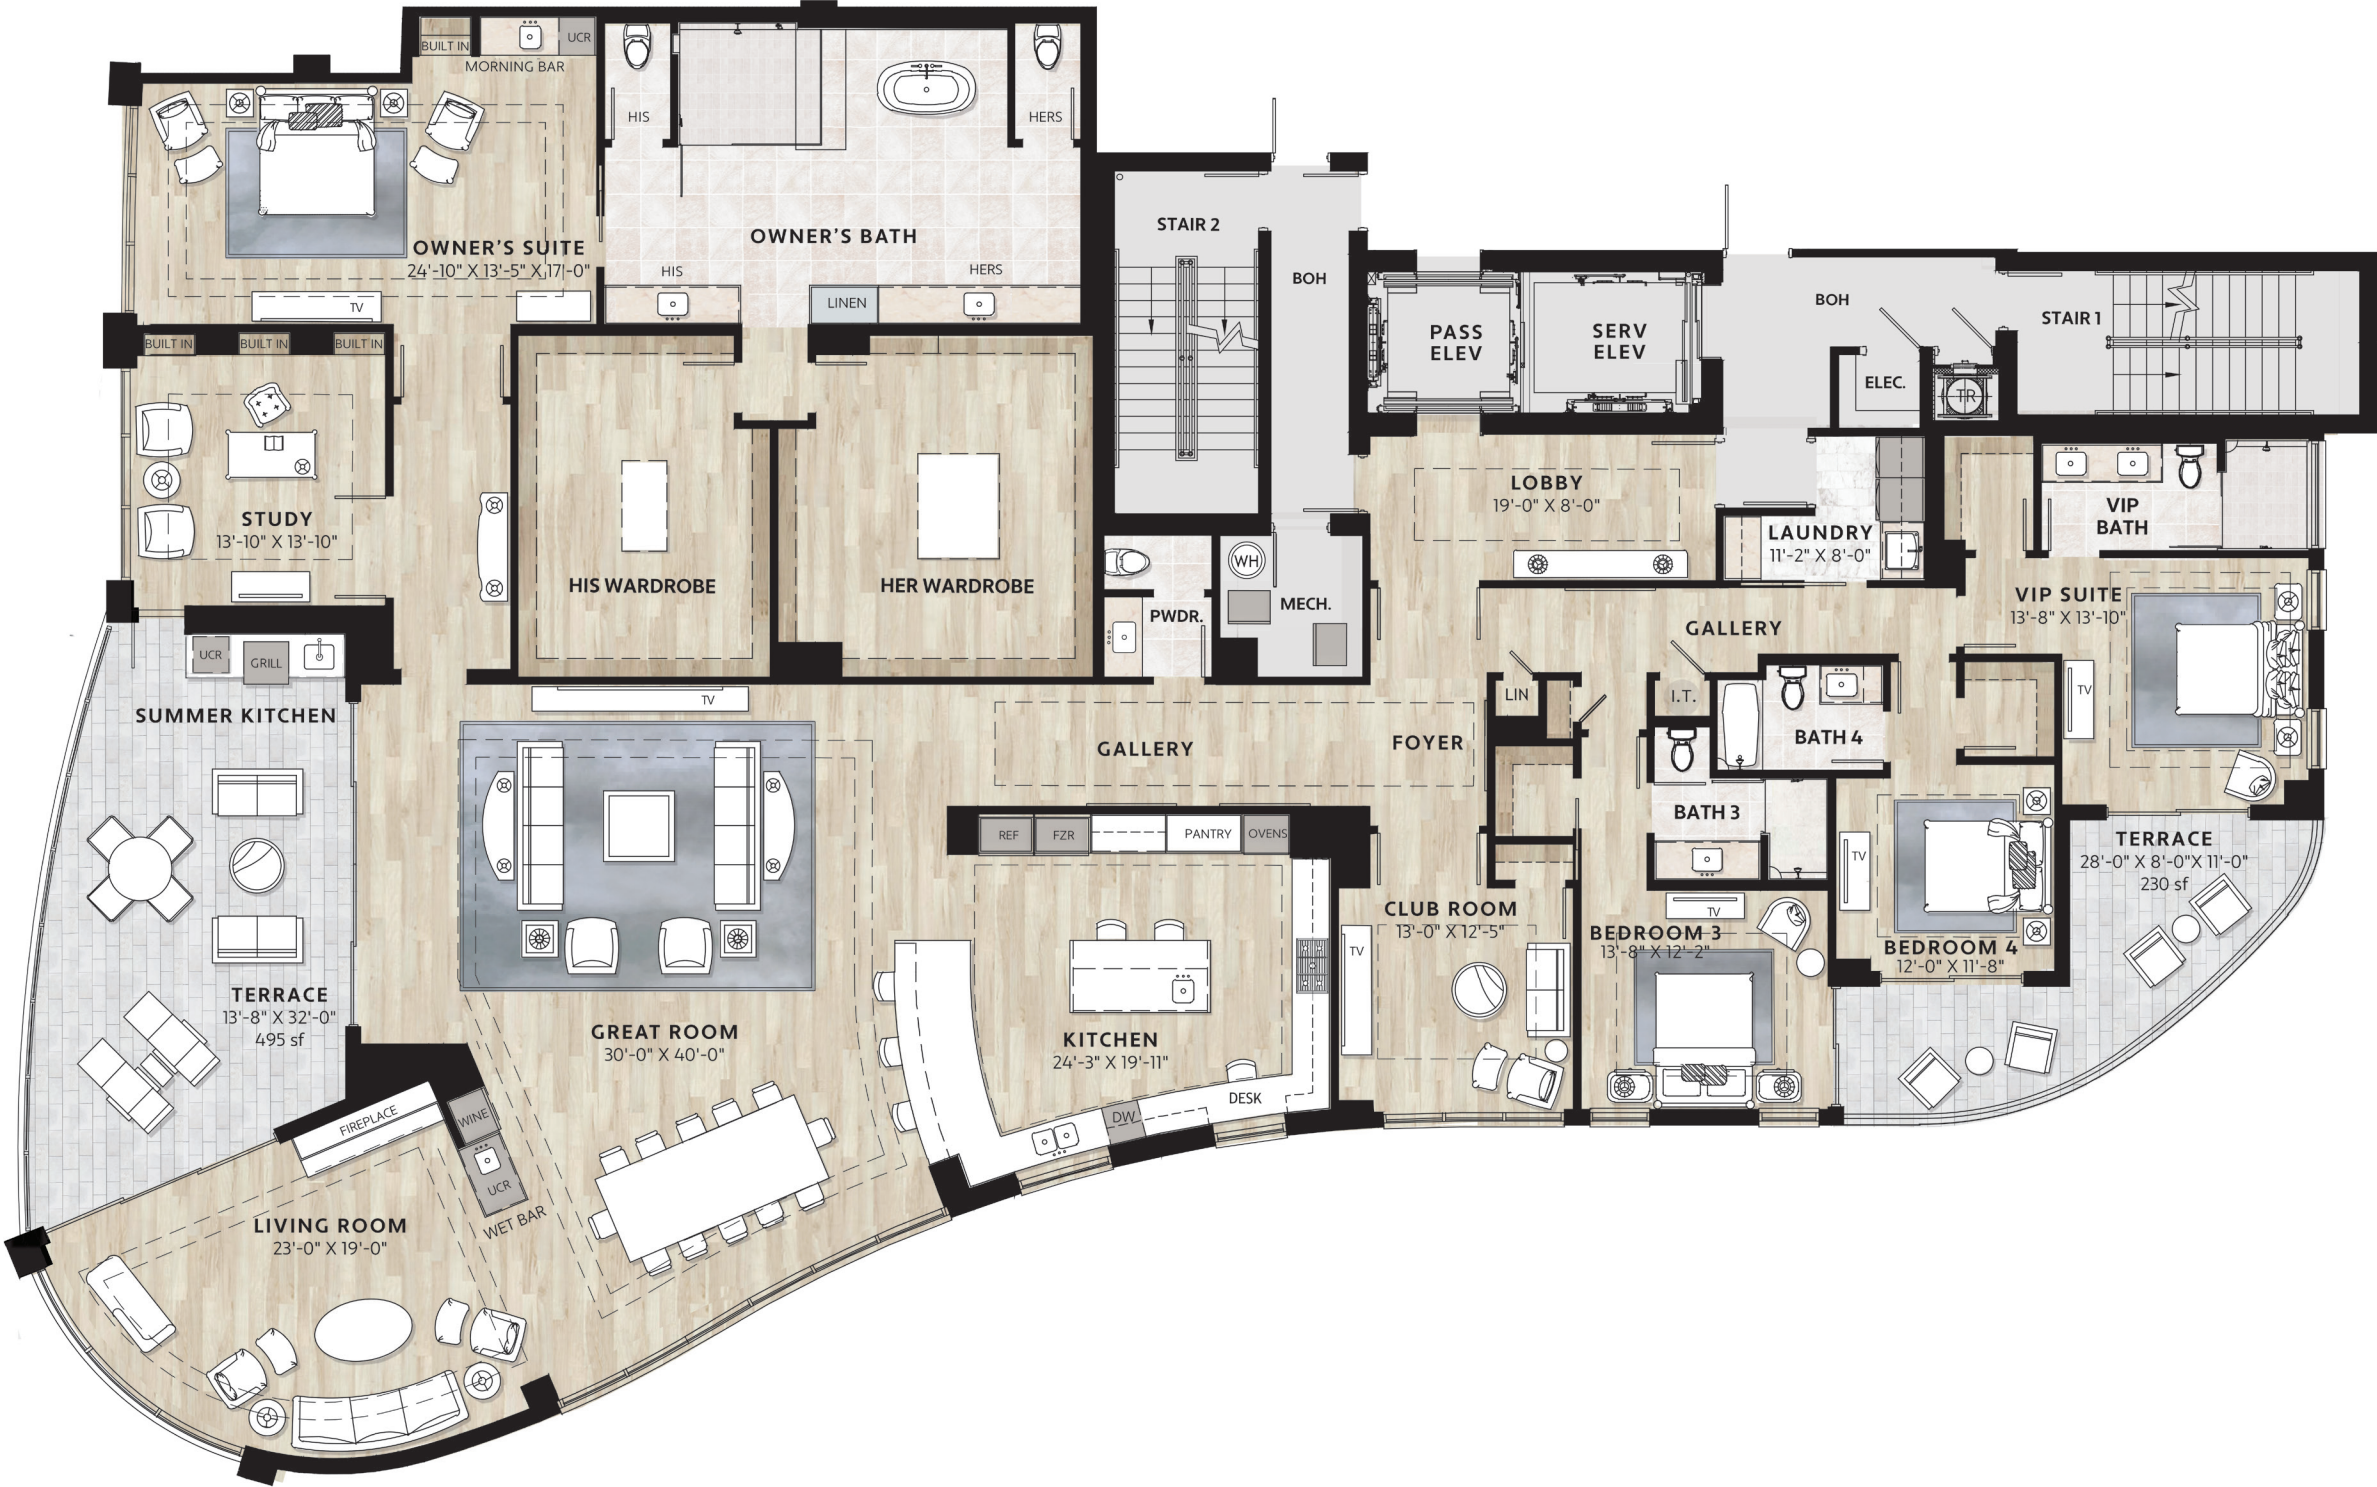 BUILT IN
UCR
MORNING BAR
HIS
HERS
OWNER'S SUITE
24'-10" X 13'-5" X 17'-0"
TV
OWNER'S BATH
HIS
HERS
LINEN
BUILT IN
BUILT IN
BUILT IN
STUDY
13'-10" X 13'-10"
HIS WARDROBE
HER WARDROBE
STAIR 2
BOH
PASS
ELEV
SERV
ELEV
BOH
STAIR 1
ELEC.
TR
LOBBY
19'-0" X 8'-0"
LAUNDRY
11'-2" X 8'-0"
VIP
BATH
WH
MECH.
PWDR.
VIP SUITE
13'-8" X 13'-10"
TV
GALLERY
LIN
I.T.
BATH 4
UCR
GRILL
SUMMER KITCHEN
TV
GALLERY
FOYER
BATH 3
REF
FZR
PANTRY
OVENS
TERRACE
28'-0" X 8'-0"X 11'-0"
230 sf
TV
CLUB ROOM
13'-0" X 12'-5"
TV
TV
BEDROOM 3
13'-8" X 12'-2"
BEDROOM 4
12'-0" X 11'-8"
TERRACE
13'-8" X 32'-0"
495 sf
GREAT ROOM
30'-0" X 40'-0"
KITCHEN
24'-3" X 19'-11"
DESK
DW
FIREPLACE
WINE
UCR
WET BAR
LIVING ROOM
23'-0" X 19'-0"